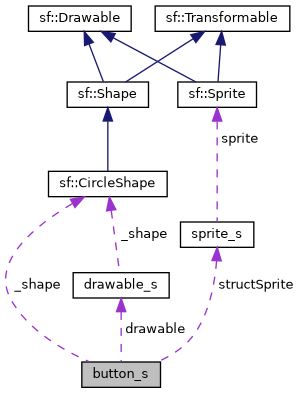 sf::Drawable
sf::Transformable
sf::Shape
sf::Sprite
sprite
sf::CircleShape
_shape
sprite_s
_shape
drawable_s
structSprite
drawable
button_s